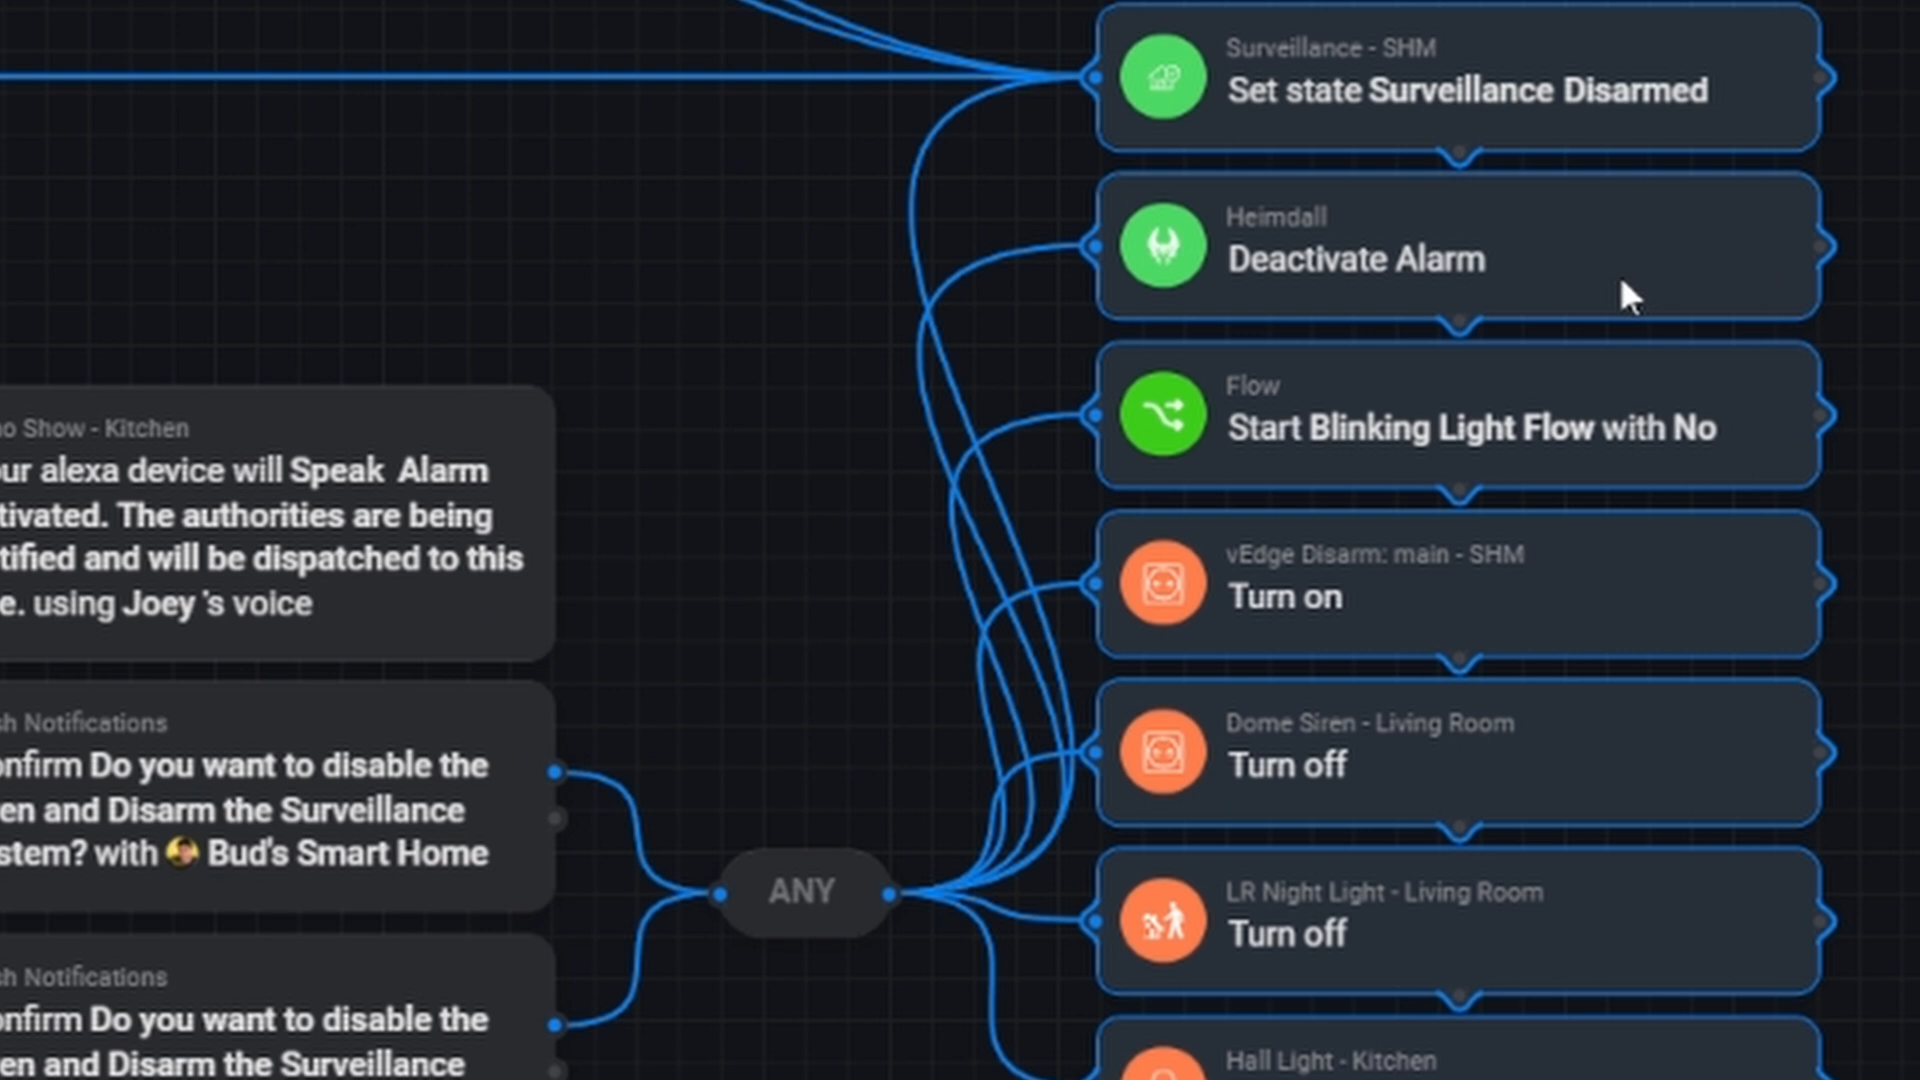 Surveillance - SHM
Set state Surveillance Disarmed
Heimdall
Deactivate Alarm
Flow
Start Blinking Light Flow with No
vEdge Disarm: main - SHM
Turn on
Dome Siren - Living Room
Turn off
LR Night Light - Living Room
Turn off
Hall Light - Kitchen
o Show - Kitchen
ur alexa device will Speak Alarm
tivated. The authorities are being
tified and will be dispatched to this
e. using Joey 's voice
sh Notifications
onfirm Do you want to disable the
en and Disarm the Surveillance
stem? with Bud's Smart Home
ANY
sh Notifications
onfirm Do you want to disable the
en and Disarm the Surveillance